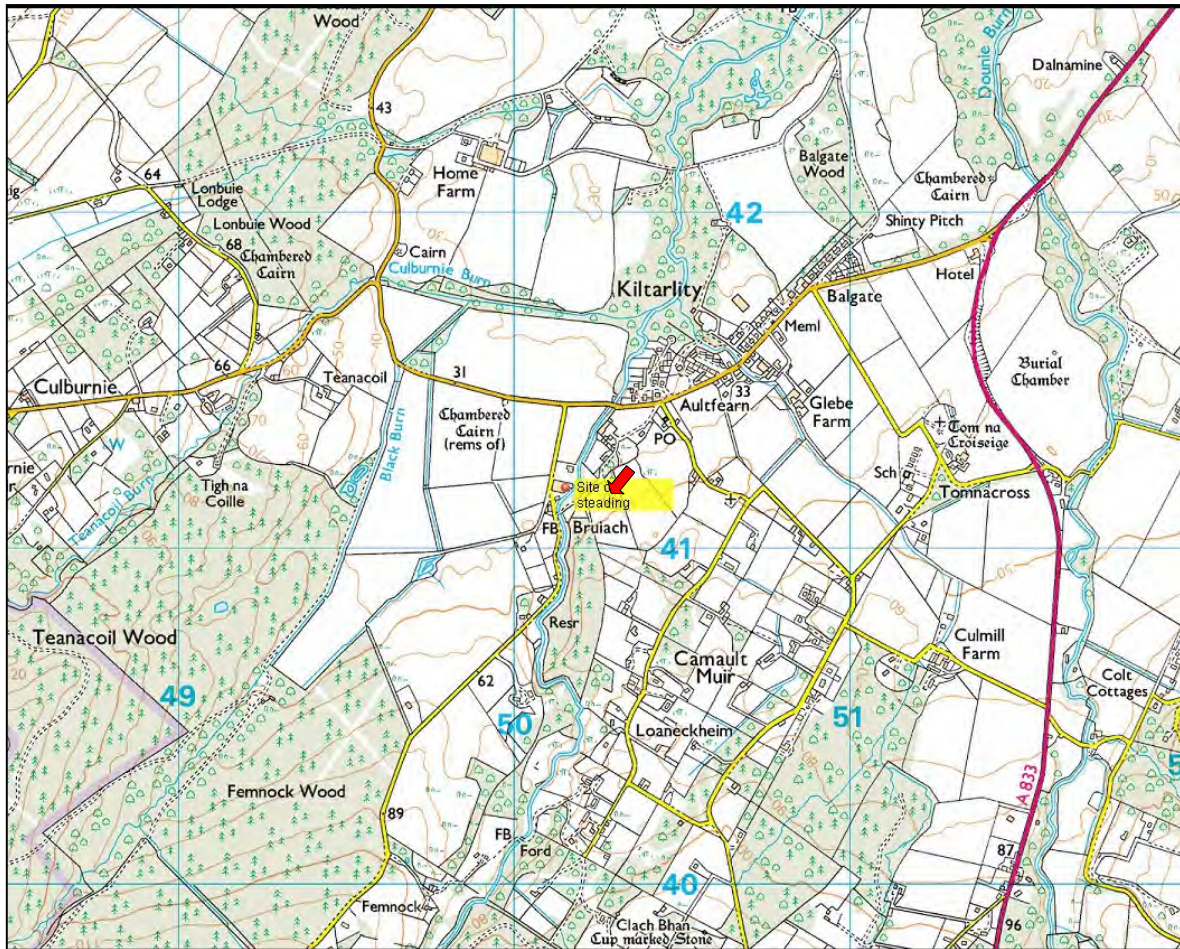 Wood
FB
Dounie Burn
Dalnamine
43
Home
Farm
Balgate
Wood
Chambered
Cairn
64
Lonbuie
Lodge
Lonbuie Wood
42
Shinty Pitch
68
Chambered
Cairn
Cairn
Culburnie Burn
Hotel
Kiltarlity
Balgate
Meml
66
Culburnie
Teanacoil
31
Burial
Chamber
Chambered
Cairn
(rems of)
Aultfearn
33
Glebe
Farm
PO
Tom na
Croiseige
Black Burn
W
Tigh na
Coille
Teanacoil Burn
Sch
Tomnacross
Site
steading
FB
Bruiach
41
Resr
Teanacoil Wood
Camault
Muir
Culmill
Farm
Colt
Cottages
62
49
50
51
Loaneckheim
A 833
Femnock Wood
89
FB
Ford
87
40
Femnock
Clach Bhan
Cup marked Stone
96